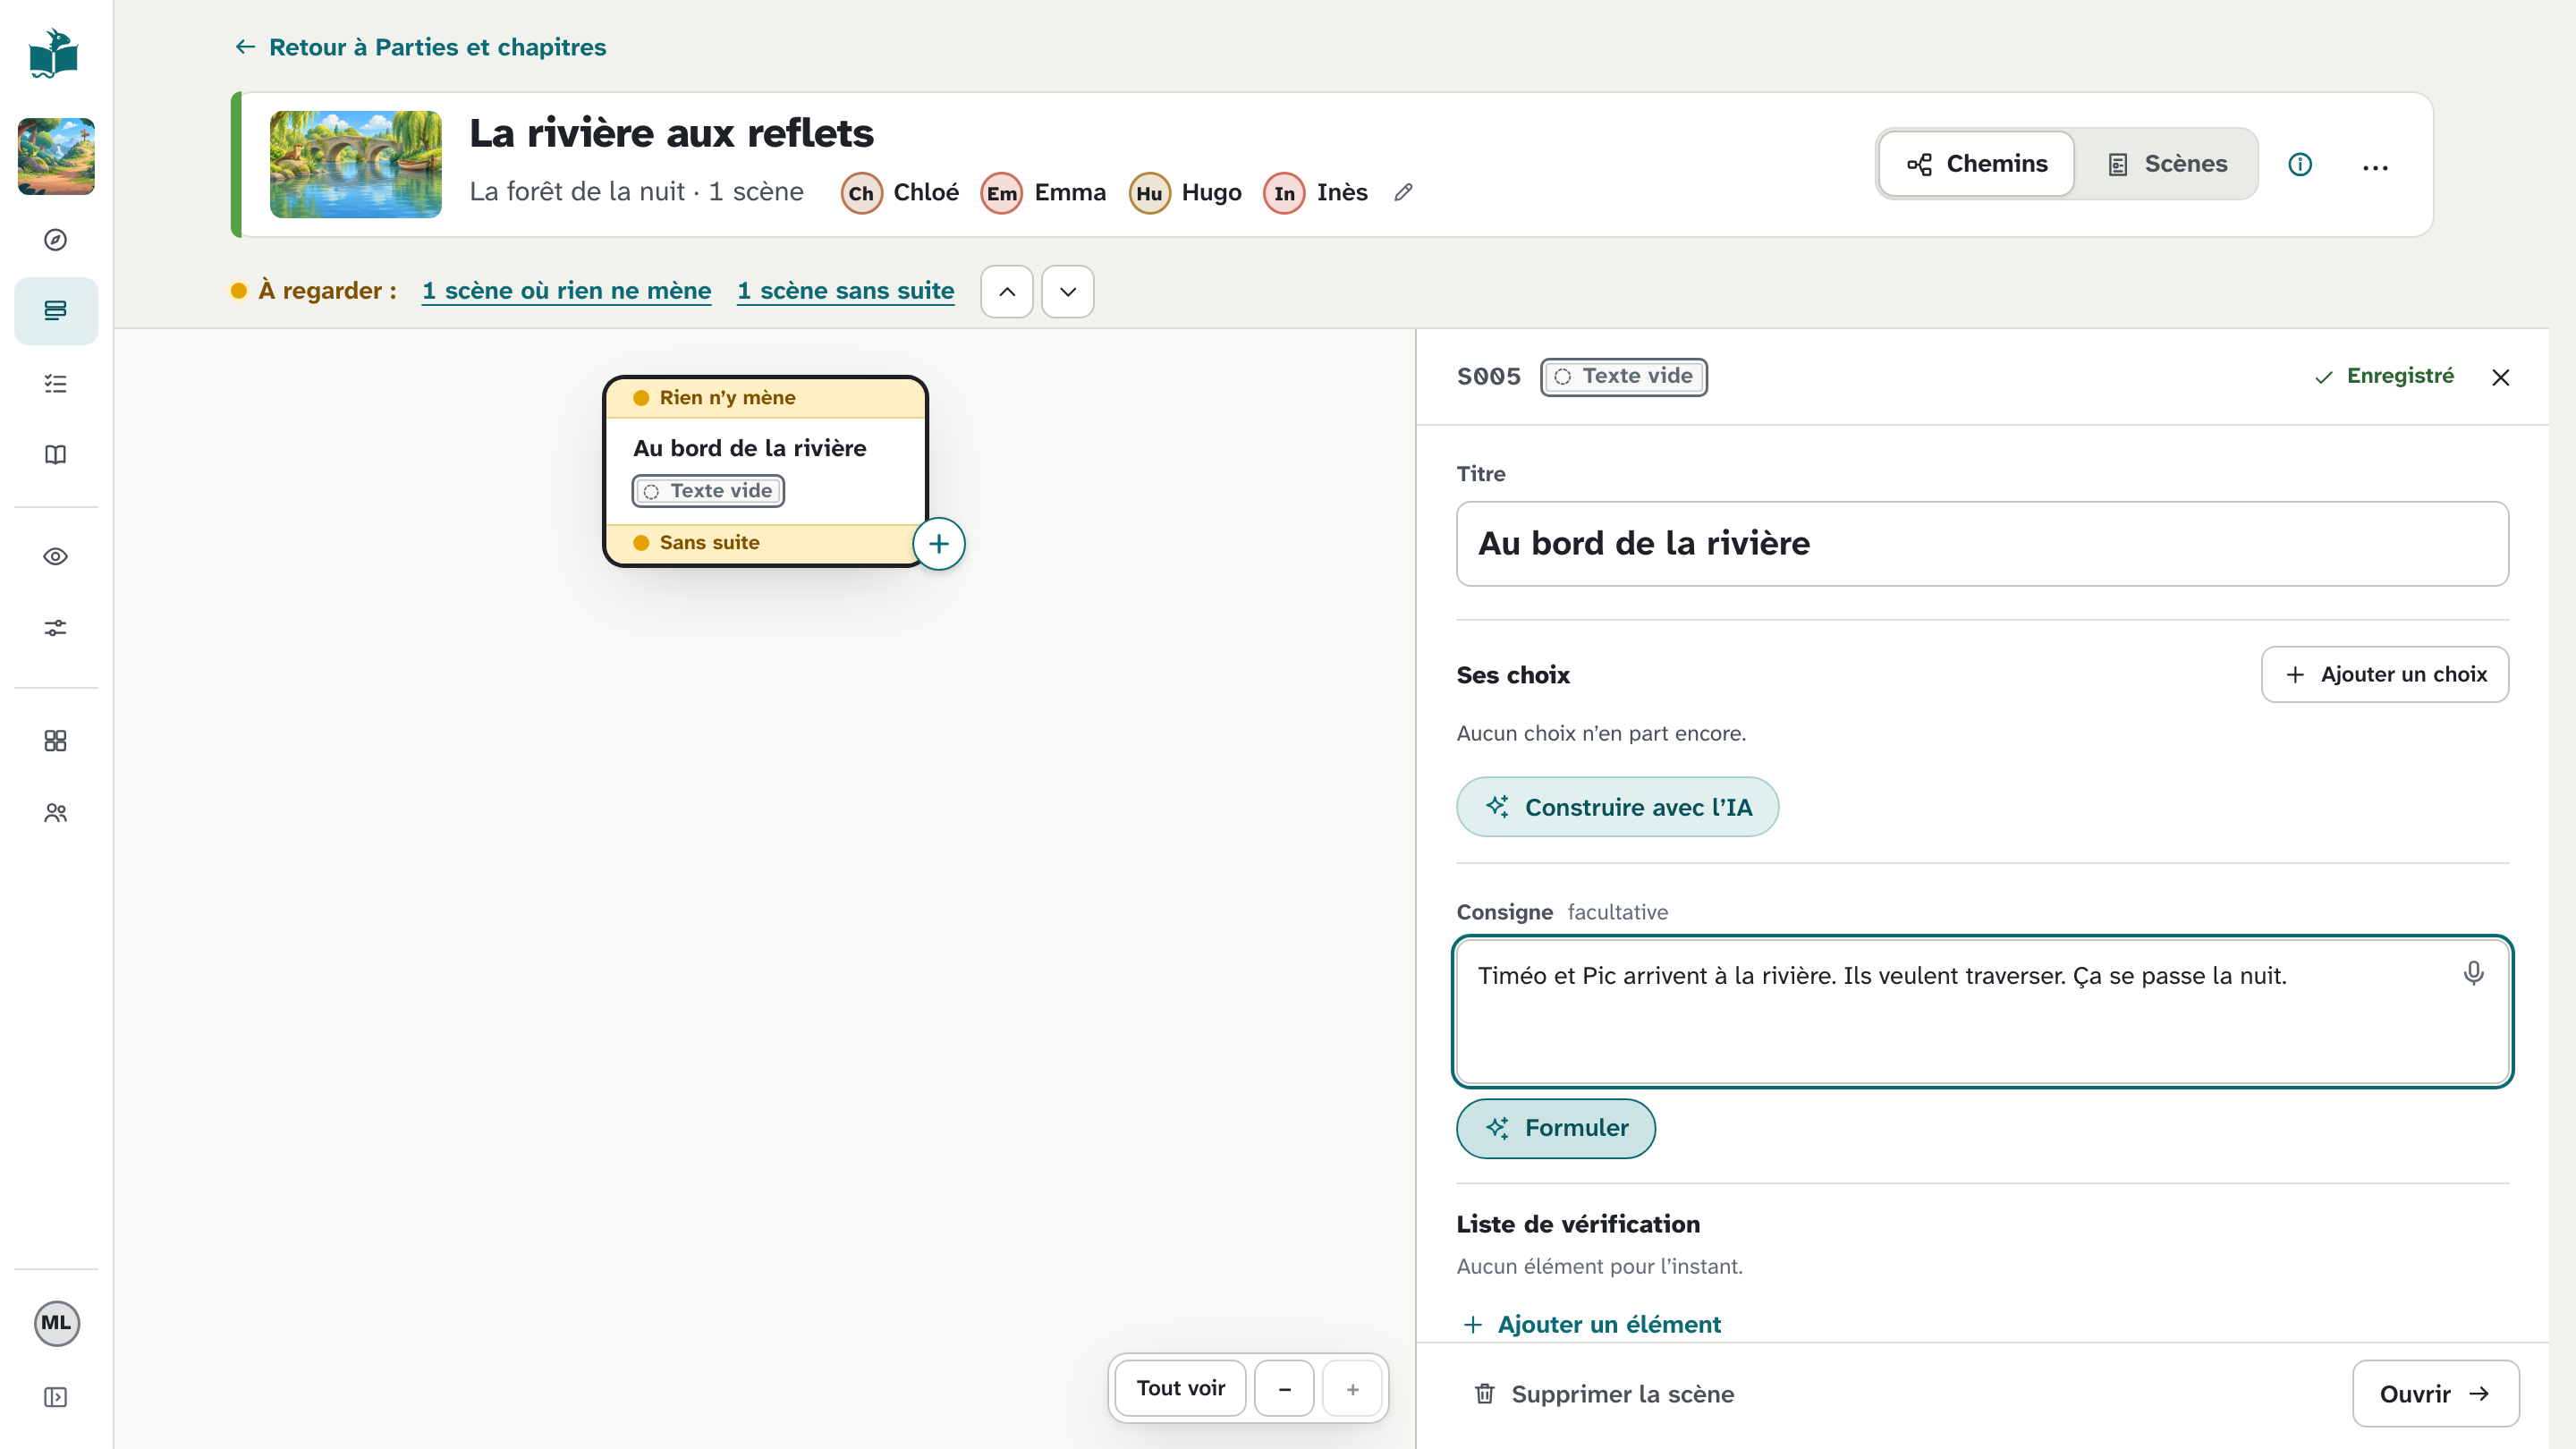 ← Retour à Parties et chapitres
La rivière aux reflets
La forêt de la nuit · 1 scène
Ch Chloé Em Emma Hu Hugo In Inès
Chemins Scènes ...
À regarder : 1 scène où rien ne mène 1 scène sans suite
Rien n’y mène
Au bord de la rivière
Texte vide
Sans suite
+
Tout voir − +
S005 Texte vide Enregistré
Titre
Au bord de la rivière
Ses choix + Ajouter un choix
Aucun choix n’en part encore.
Construire avec l’IA
Consigne facultative
Timéo et Pic arrivent à la rivière. Ils veulent traverser. Ça se passe la nuit.
Formuler
Liste de vérification
Aucun élément pour l’instant.
+ Ajouter un élément
Supprimer la scène Ouvrir →
ML